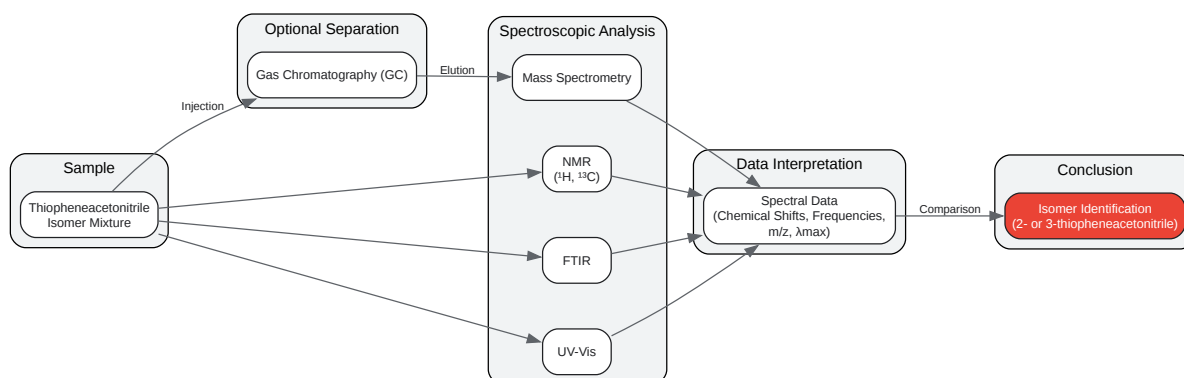 Optional Separation
Gas Chromatography (GC)
Elution
Injection
Spectroscopic Analysis
Mass Spectrometry
NMR
(¹H, ¹³C)
FTIR
UV-Vis
Sample
Thiopheneacetonitrile
Isomer Mixture
Data Interpretation
Spectral Data
(Chemical Shifts, Frequencies,
m/z, λmax)
Comparison
Conclusion
Isomer Identification
(2- or 3-thiopheneacetonitrile)